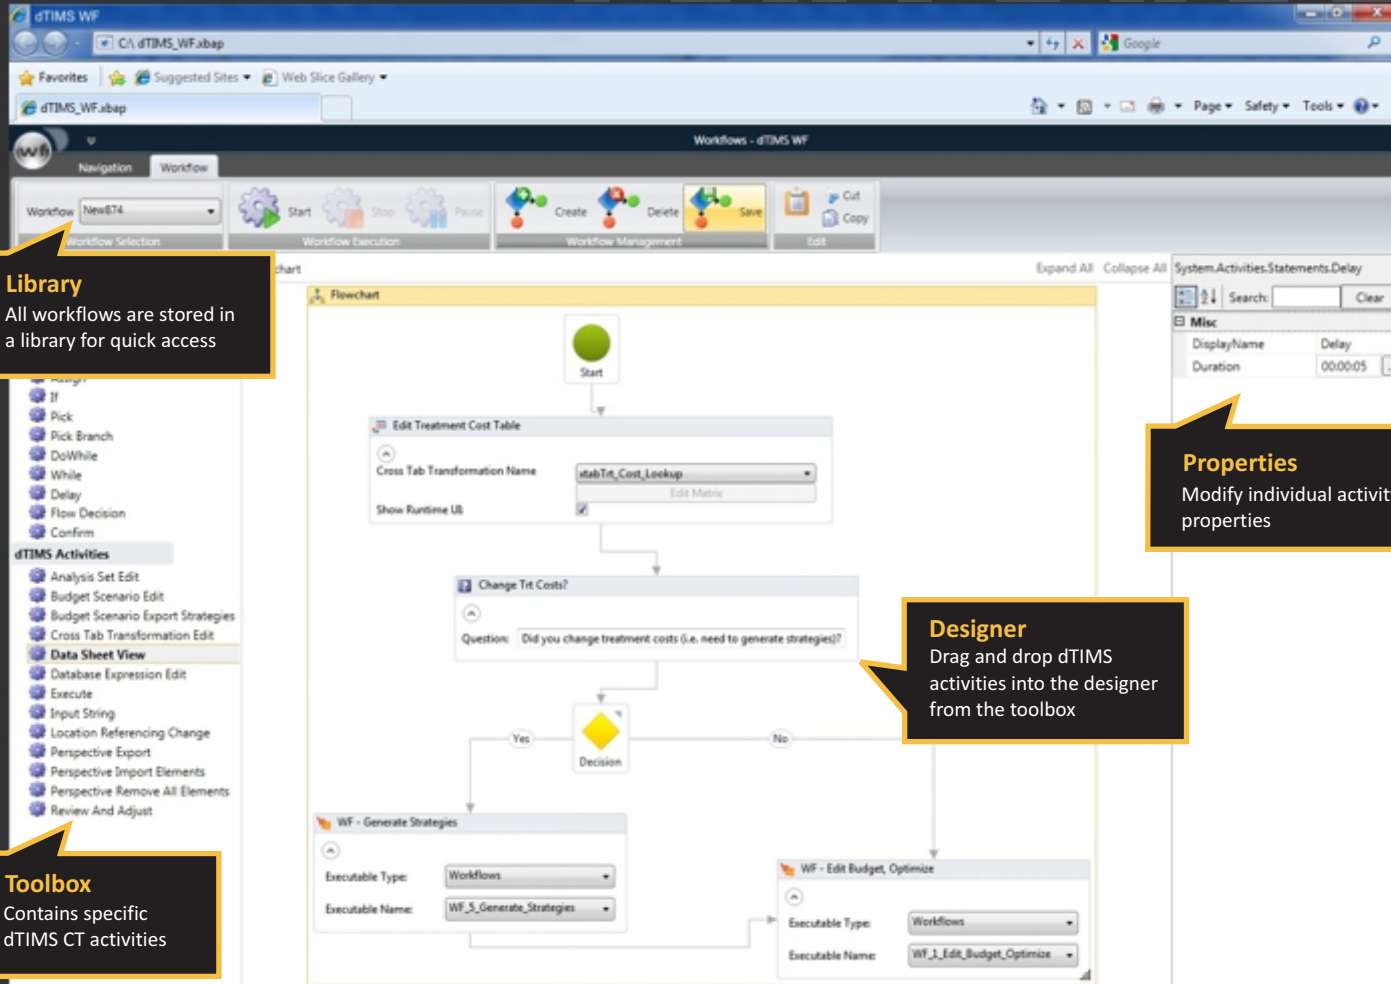 dTIMS WF
C:\ dTIMS_WF.xbap
Google
Favorites
Suggested Sites
Web Slice Gallery
dTIMS_WF.xbap
Page
Safety
Tools
wf
Workflows - dTIMS WF
Navigation
Workflow
Workflow New874
Start
Stop
Pause
Create
Delete
Save
Cut
Copy
Workflow Selection
Workflow Execution
Workflow Management
Edit
Library
All workflows are stored in
a library for quick access
chart
Expand All
Collapse All
System.Activities.Statements.Delay
Search:
Clear
Misc
DisplayName Delay
Duration 00:00:05
Properties
Modify individual activit
properties
Flowchart
Start
Assign
If
Pick
Pick Branch
DoWhile
While
Delay
Flow Decision
Confirm
dTIMS Activities
Analysis Set Edit
Budget Scenario Edit
Budget Scenario Export Strategies
Cross Tab Transformation Edit
Data Sheet View
Database Expression Edit
Execute
Input String
Location Referencing Change
Perspective Export
Perspective Import Elements
Perspective Remove All Elements
Review And Adjust
Toolbox
Contains specific
dTIMS CT activities
Edit Treatment Cost Table
Cross Tab Transformation Name
xtabTrt_Cost_Lookup
Edit Matrix
Show Runtime UI:
Change Trt Costs?
Question: Did you change treatment costs (i.e. need to generate strategies)?
Designer
Drag and drop dTIMS
activities into the designer
from the toolbox
Yes
No
Decision
WF - Generate Strategies
Executable Type: Workflows
Executable Name: WF_5_Generate_Strategies
WF - Edit Budget, Optimize
Executable Type: Workflows
Executable Name: WF_1_Edit_Budget_Optimize